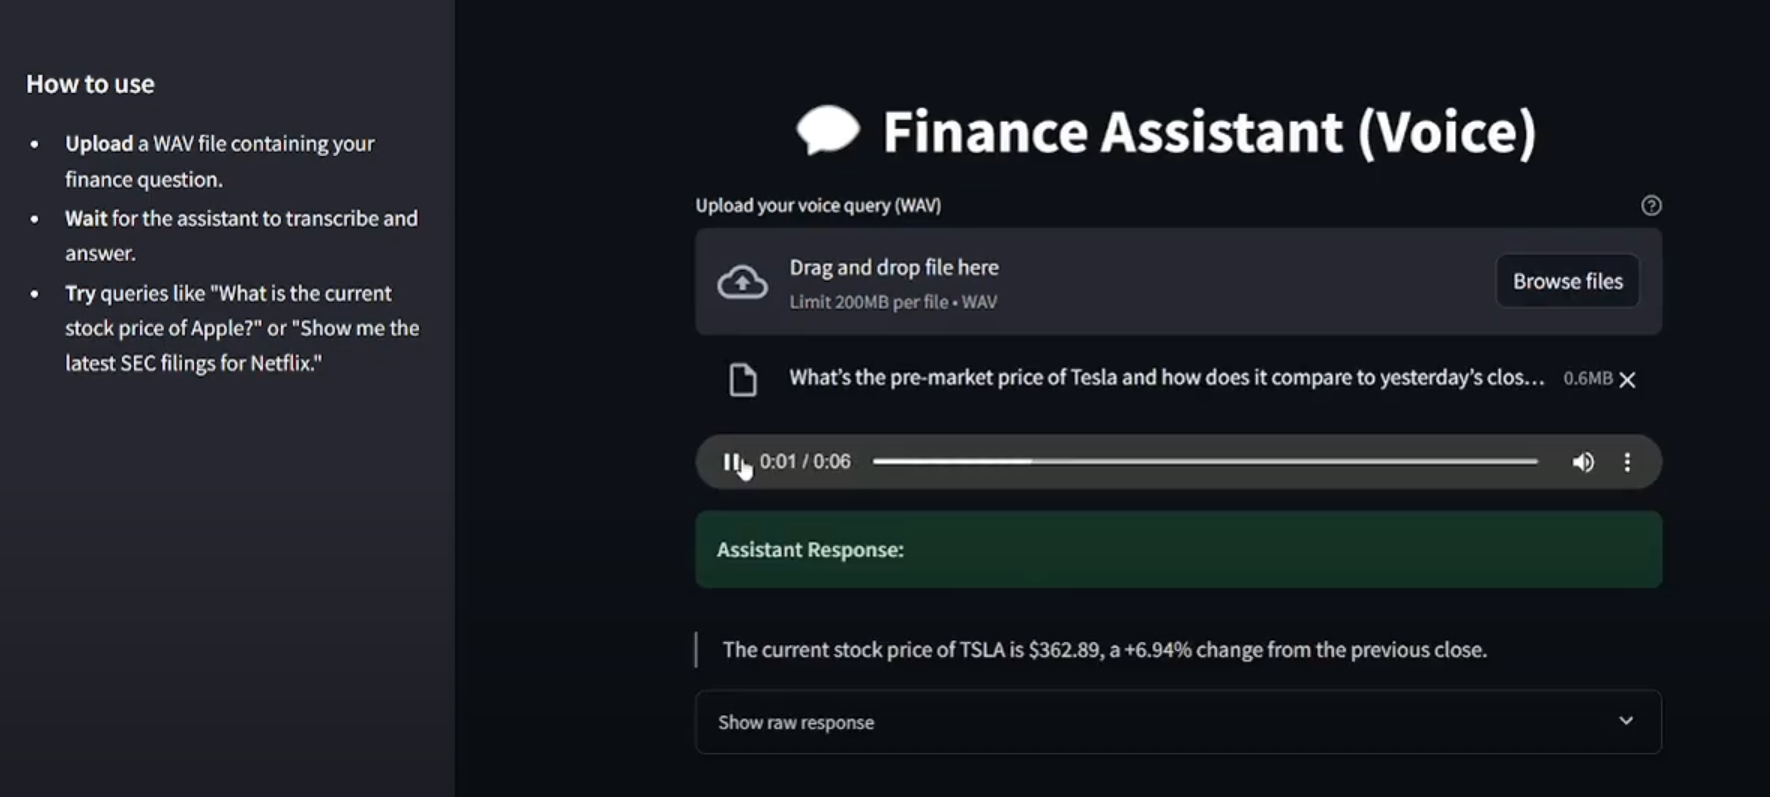 How to use
• Upload a WAV file containing your
finance question.
• Wait for the assistant to transcribe and
answer.
• Try queries like "What is the current
stock price of Apple?" or "Show me the
latest SEC filings for Netflix."
Finance Assistant (Voice)
Upload your voice query (WAV)
Drag and drop file here
Limit 200MB per file • WAV
Browse files
What’s the pre-market price of Tesla and how does it compare to yesterday’s clos... 0.6MB
0:01 / 0:06
Assistant Response:
The current stock price of TSLA is $362.89, a +6.94% change from the previous close.
Show raw response